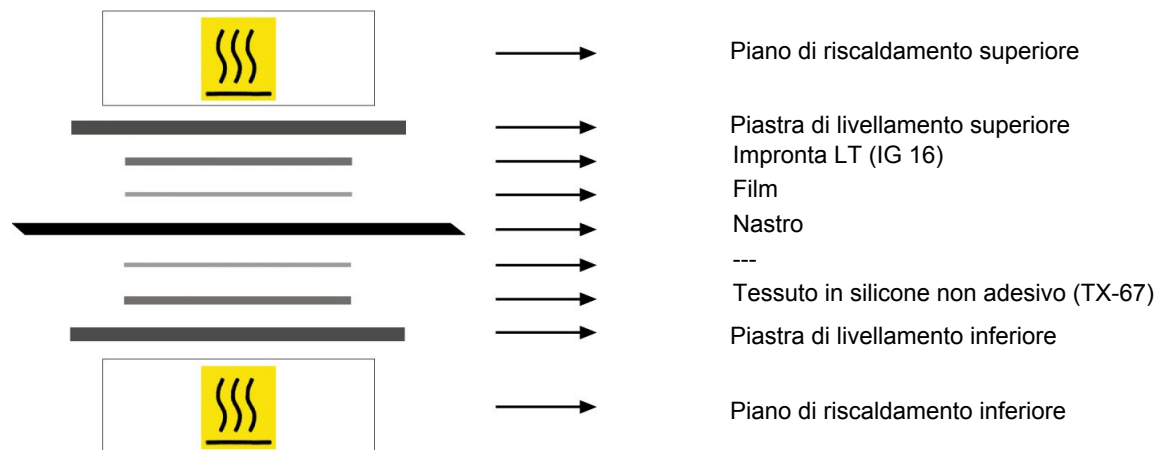 Piano di riscaldamento superiore
Piastra di livellamento superiore
Impronta LT (IG 16)
Film
Nastro
---
Tessuto in silicone non adesivo (TX-67)
Piastra di livellamento inferiore
Piano di riscaldamento inferiore